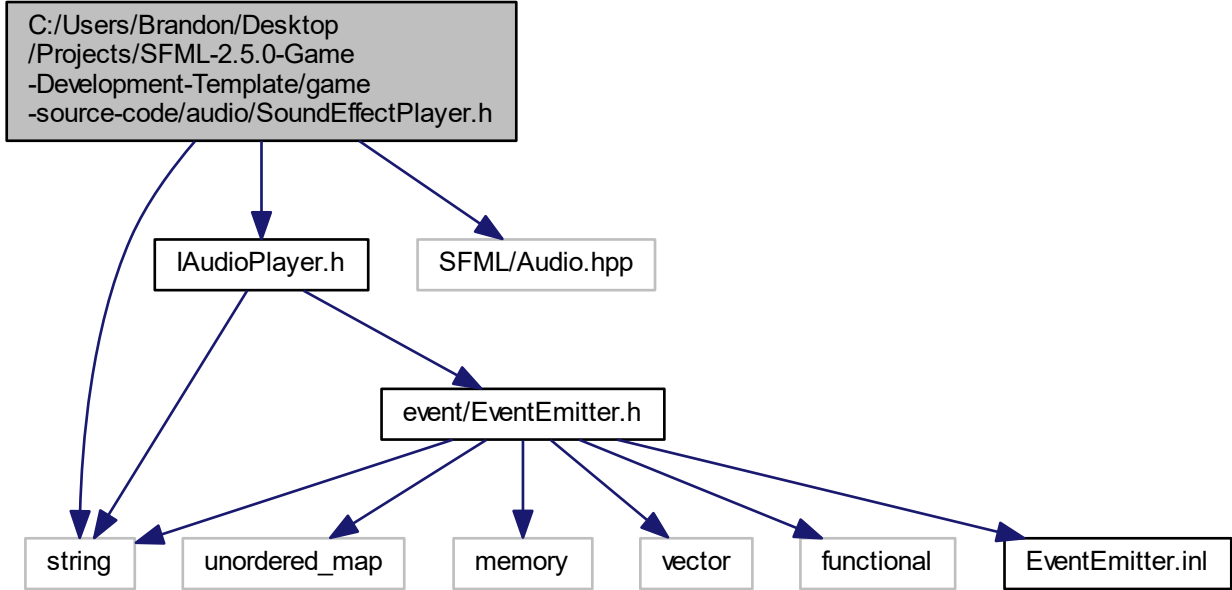 C:/Users/Brandon/Desktop
/Projects/SFML-2.5.0-Game
-Development-Template/game
-source-code/audio/SoundEffectPlayer.h
IAudioPlayer.h
SFML/Audio.hpp
event/EventEmitter.h
string
unordered_map
memory
vector
functional
EventEmitter.inl